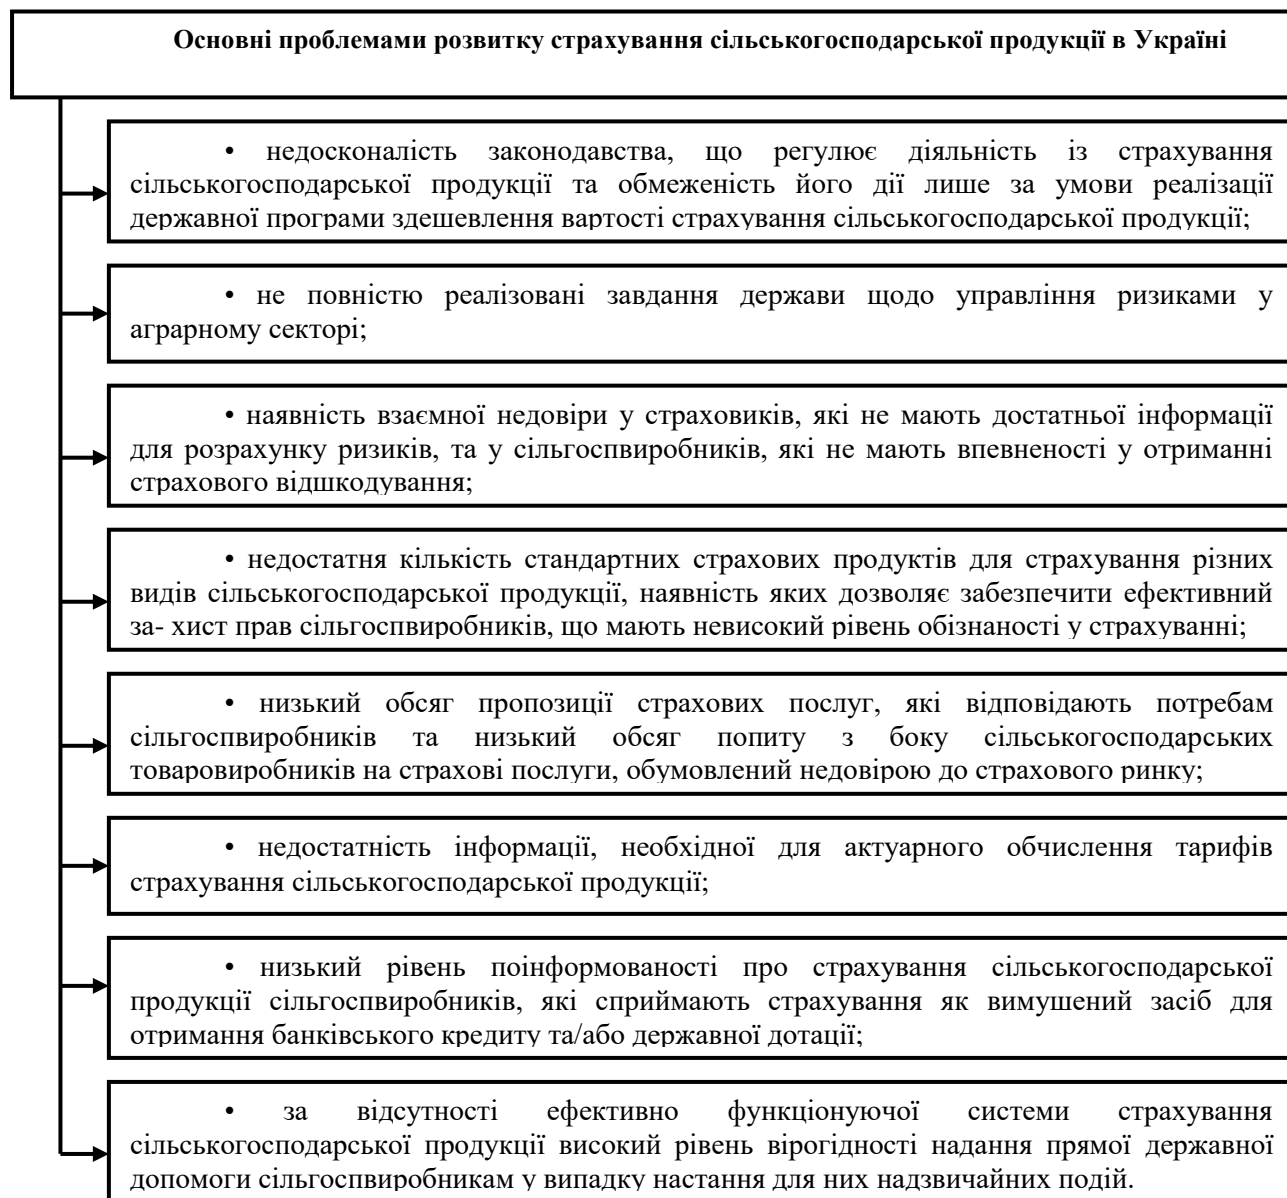 Основні проблемами розвитку страхування сільськогосподарської продукції в Україні
• недосконалість законодавства, що регулює діяльність із страхування
сільськогосподарської продукції та обмеженість його дії лише за умови реалізації
державної програми здешевлення вартості страхування сільськогосподарської продукції;
• не повністю реалізовані завдання держави щодо управління ризиками у
аграрному секторі;
• наявність взаємної недовіри у страховиків, які не мають достатньої інформації
для розрахунку ризиків, та у сільгоспвиробників, які не мають впевненості у отриманні
страхового відшкодування;
• недостатня кількість стандартних страхових продуктів для страхування різних
видів сільськогосподарської продукції, наявність яких дозволяє забезпечити ефективний
за- хист прав сільгоспвиробників, що мають невисокий рівень обізнаності у страхуванні;
• низький обсяг пропозиції страхових послуг, які відповідають потребам
сільгоспвиробників та низький обсяг попиту з боку сільськогосподарських
товаровиробників на страхові послуги, обумовлений недовірою до страхового ринку;
• недостатність інформації, необхідної для актуарного обчислення тарифів
страхування сільськогосподарської продукції;
• низький рівень поінформованості про страхування сільськогосподарської
продукції сільгоспвиробників, які сприймають страхування як вимушений засіб для
отримання банківського кредиту та/або державної дотації;
• за відсутності ефективно функціонуючої системи страхування
сільськогосподарської продукції високий рівень вірогідності надання прямої державної
допомоги сільгоспвиробникам у випадку настання для них надзвичайних подій.